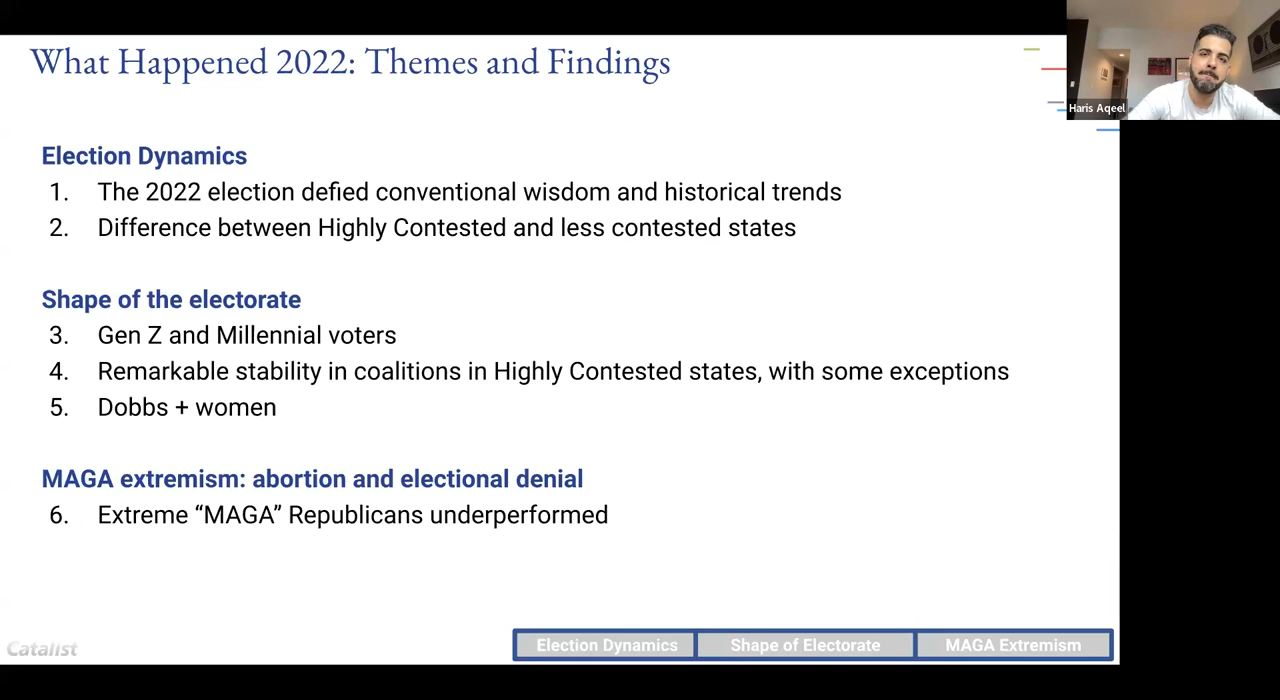 What Happened 2022: Themes and Findings
Haris Aqeel
Election Dynamics
1. The 2022 election defied conventional wisdom and historical trends
2. Difference between Highly Contested and less contested states
Shape of the electorate
3. Gen Z and Millennial voters
4. Remarkable stability in coalitions in Highly Contested states, with some exceptions
5. Dobbs + women
MAGA extremism: abortion and electional denial
6. Extreme “MAGA” Republicans underperformed
Catalist
Election Dynamics
Shape of Electorate
MAGA Extremism